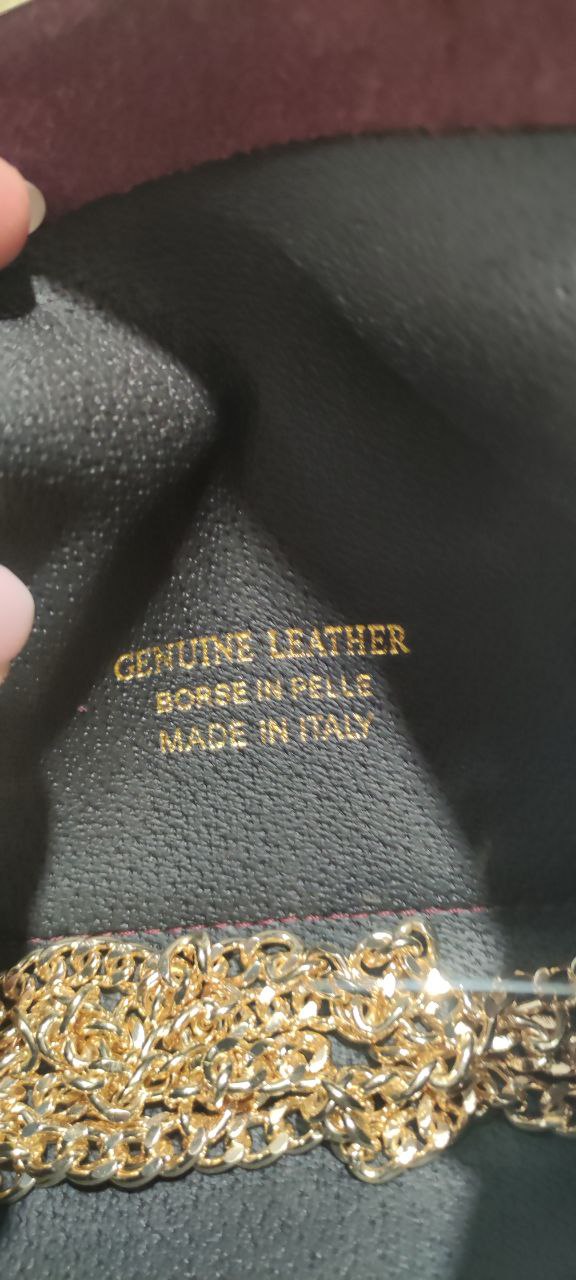 GENUINE LEATHER
BORSE IN PELLE
MADE IN ITALY